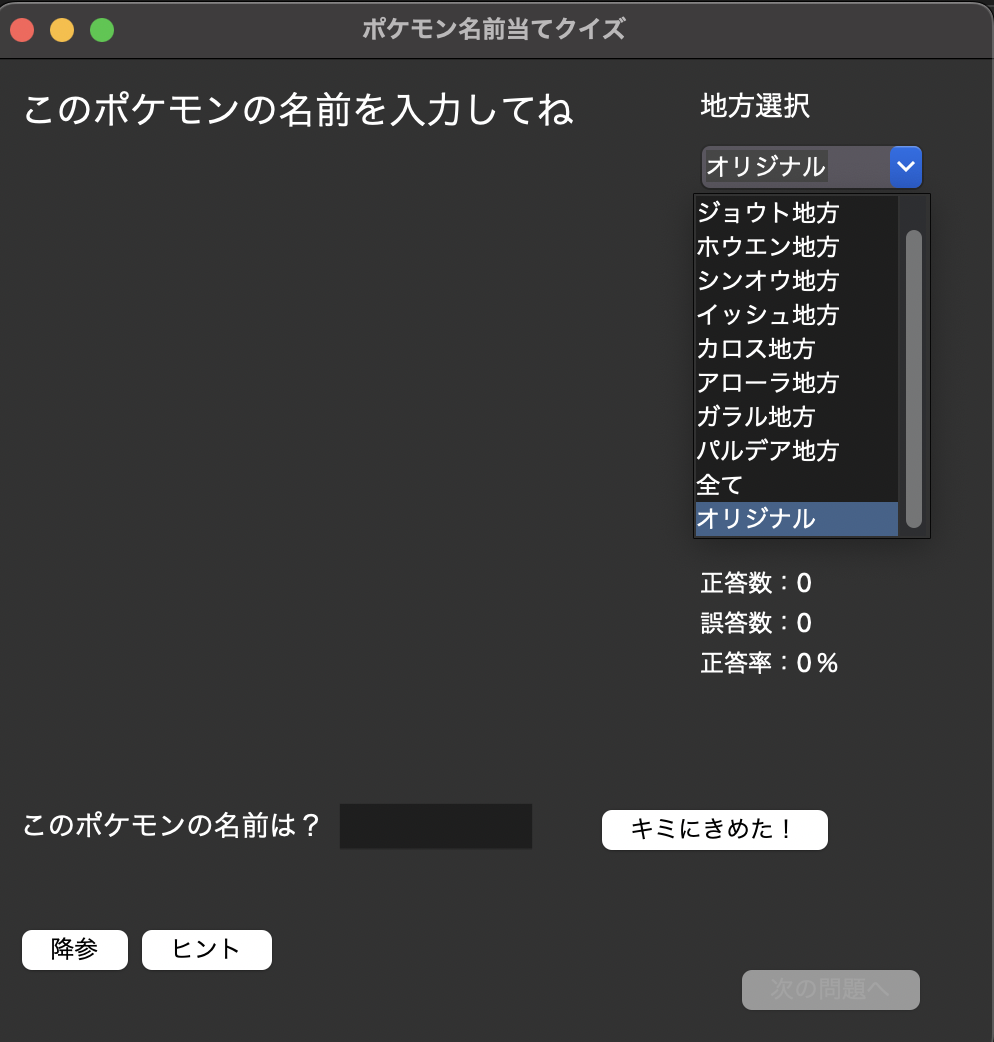 ポケモン名前当てクイズ
このポケモンの名前を入力してね
地方選択
オリジナル
ジョウト地方
ホウエン地方
シンオウ地方
イッシュ地方
カロス地方
アローラ地方
ガラル地方
パルデア地方
全て
オリジナル
正答数：0
誤答数：0
正答率：0％
このポケモンの名前は？
キミにきめた！
降参
ヒント
次の問題へ